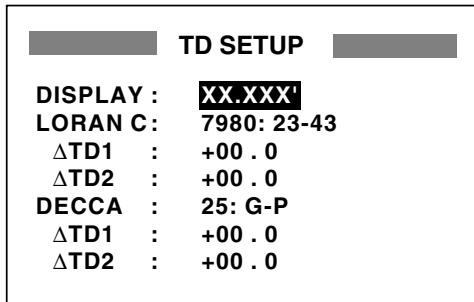 TD SETUP
DISPLAY : XX.XXX'
LORAN C : 7980: 23-43
ΔTD1 : +00 . 0
ΔTD2 : +00 . 0
DECCA : 25: G-P
ΔTD1 : +00 . 0
ΔTD2 : +00 . 0